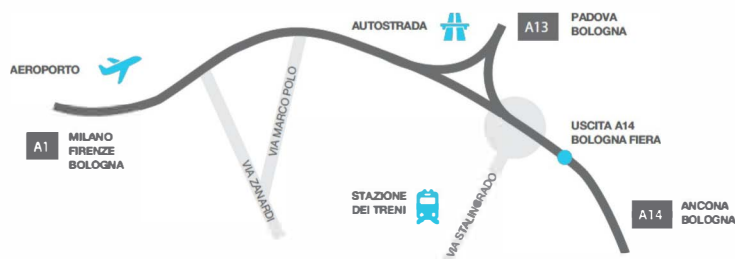 AUTOSTRADA
A13
PADOVA
BOLOGNA
AEROPORTO
A1
MILANO
FIRENZE
BOLOGNA
VIA MARCO POLO
VIA ZANARDI
USCITA A14
BOLOGNA FIERA
STAZIONE
DEI TRENI
VIA STALINORADO
A14
ANCONA
BOLOGNA